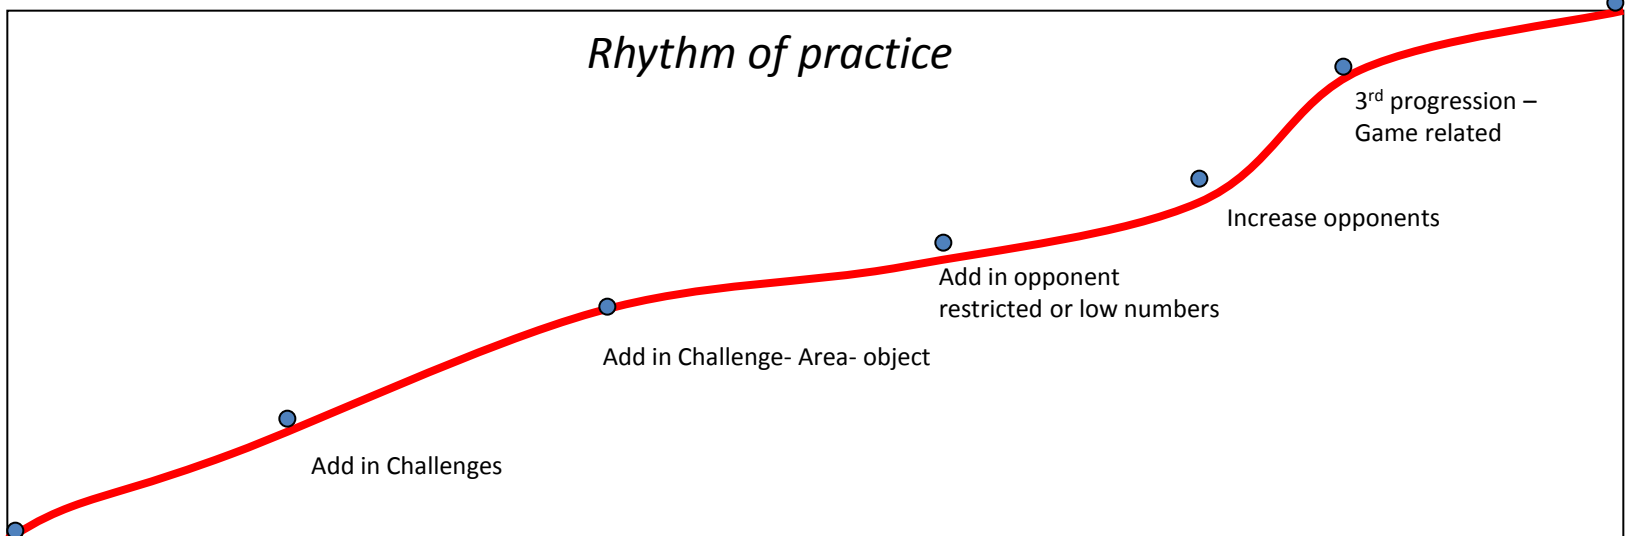 Rhythm of practice
3rd progression –
Game related
Increase opponents
Add in opponent
restricted or low numbers
Add in Challenge- Area- object
Add in Challenges